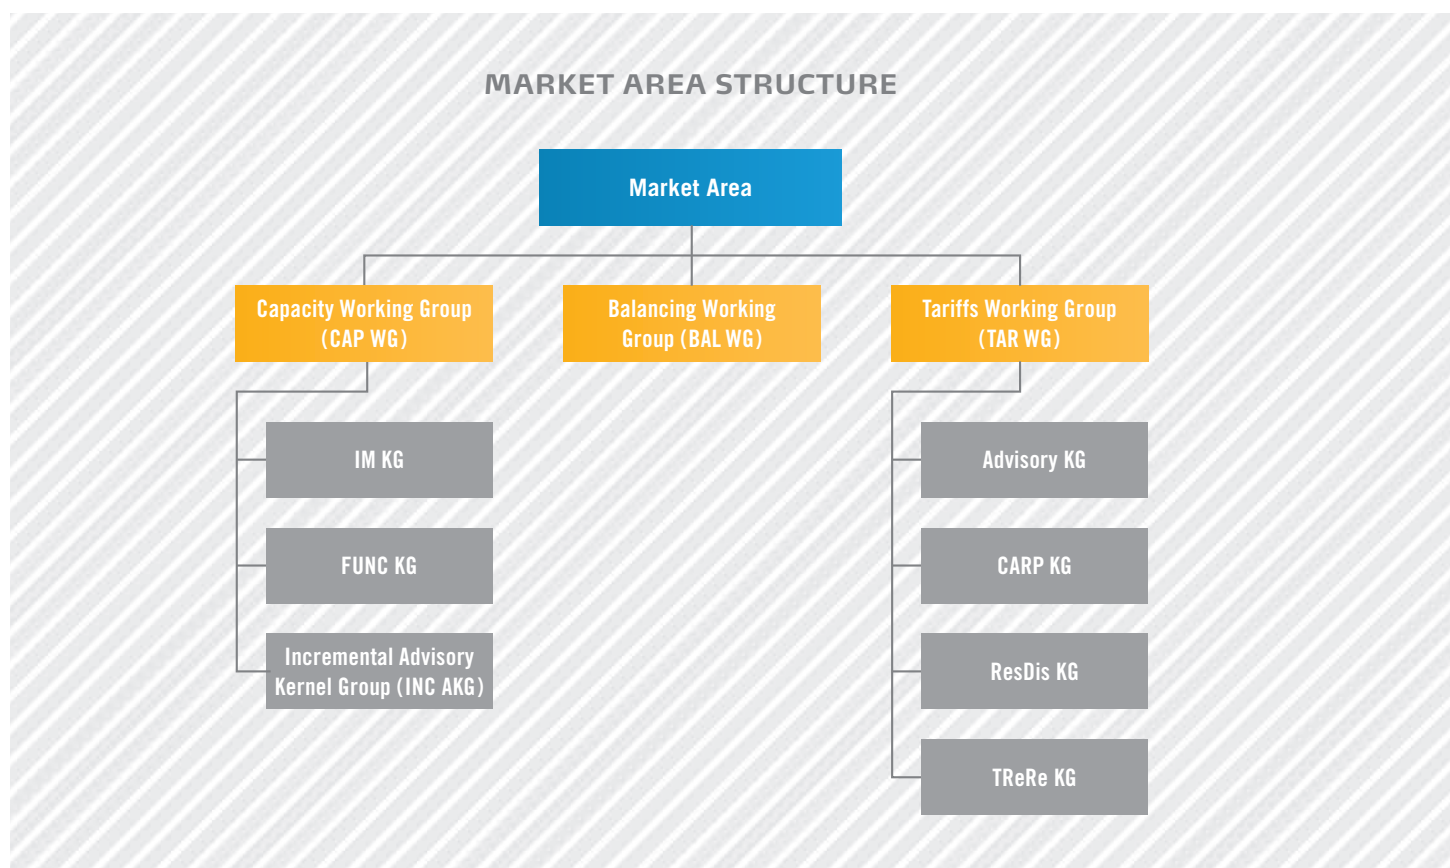 MARKET AREA STRUCTURE
Market Area
Capacity Working Group
(CAP WG)
Balancing Working
Group (BAL WG)
Tariffs Working Group
(TAR WG)
IM KG
FUNC KG
Incremental Advisory
Kernel Group (INC AKG)
Advisory KG
CARP KG
ResDis KG
TReRe KG